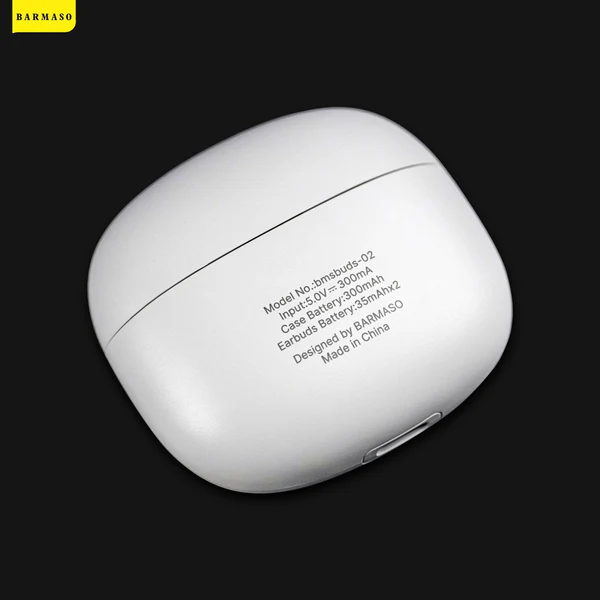 BARMASO
Model No.:bmsbuds-02
Input:5.0V⎓300mA
Case Battery:300mAh
Earbuds Battery:35mAhx2
Designed by BARMASO
Made in China